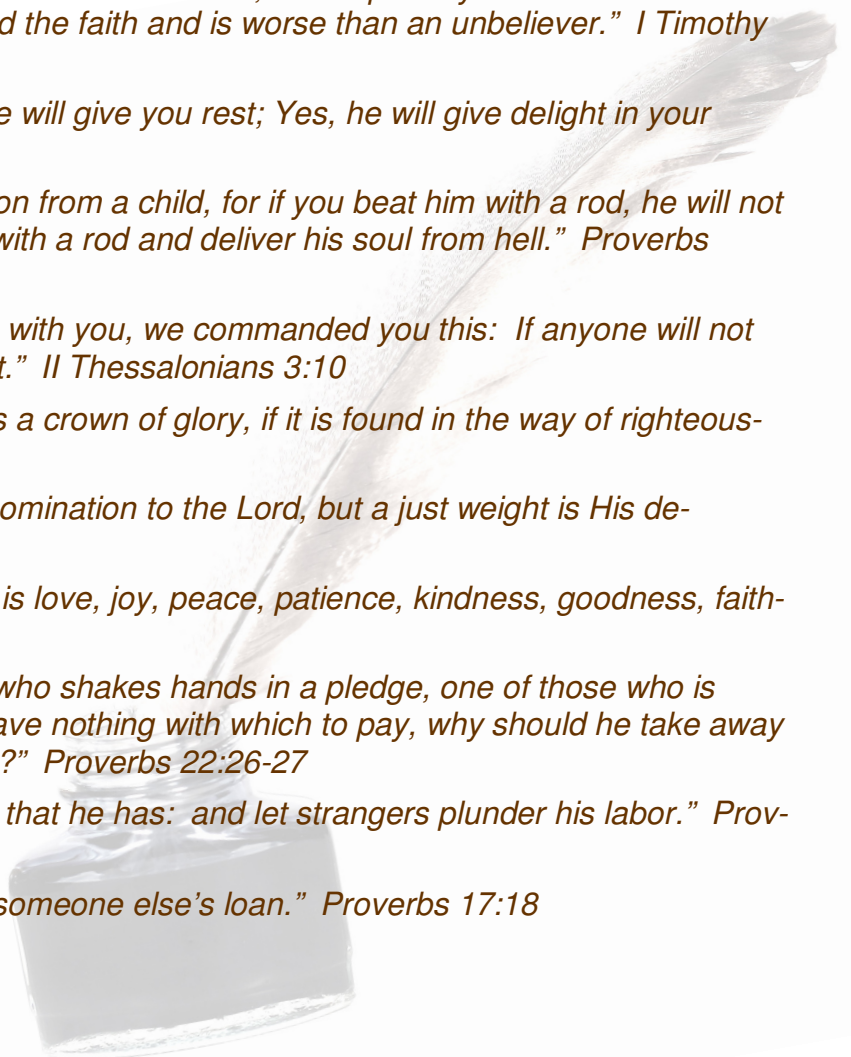 d the faith and is worse than an unbeliever.” I Timothy
e will give you rest; Yes, he will give delight in your
on from a child, for if you beat him with a rod, he will not
with a rod and deliver his soul from hell.” Proverbs
with you, we commanded you this: If anyone will not
t.” II Thessalonians 3:10
s a crown of glory, if it is found in the way of righteous-
omination to the Lord, but a just weight is His de-
is love, joy, peace, patience, kindness, goodness, faith-
who shakes hands in a pledge, one of those who is
ave nothing with which to pay, why should he take away
?” Proverbs 22:26-27
that he has: and let strangers plunder his labor.” Prov-
someone else’s loan.” Proverbs 17:18